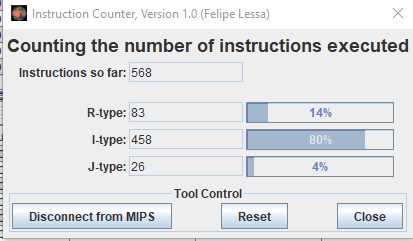 Instruction Counter, Version 1.0 (Felipe Lessa)
Counting the number of instructions executed
Instructions so far: 568
R-type: 83 14%
I-type: 458 80%
J-type: 26 4%
Tool Control
Disconnect from MIPS Reset Close